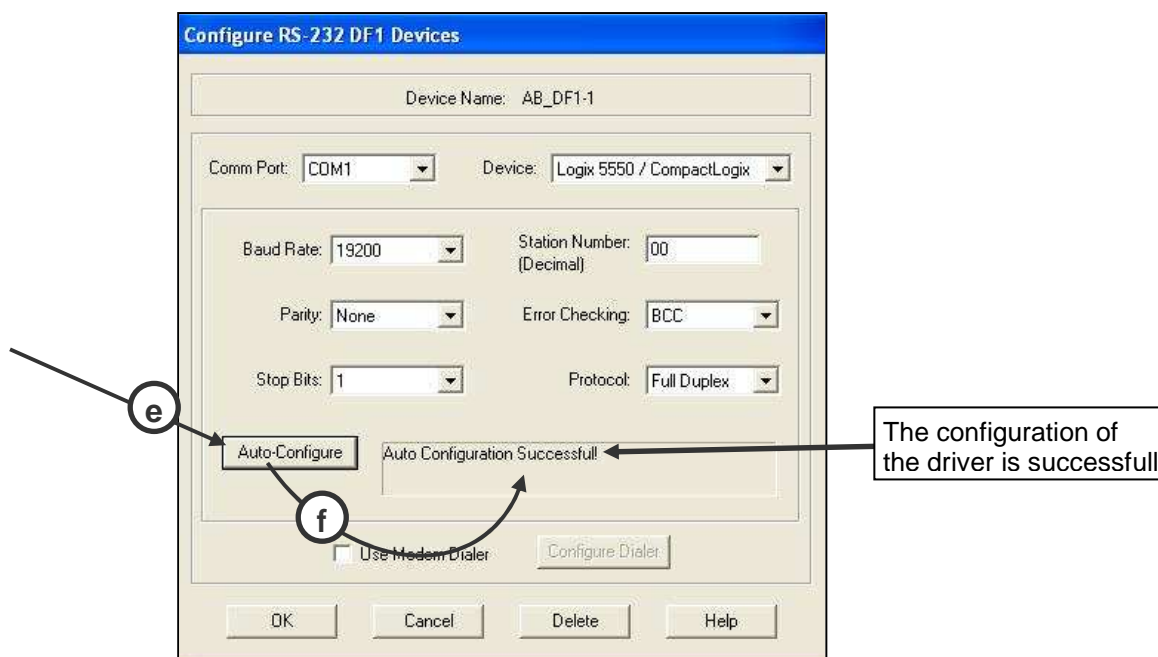 Configure RS-232 DF1 Devices
Device Name: AB_DF1-1
Comm Port: COM1 Device: Logix 5550 / CompactLogix
Baud Rate: 19200 Station Number: 00
(Decimal)
Parity: None Error Checking: BCC
Stop Bits: 1 Protocol: Full Duplex
e
Auto-Configure Auto Configuration Successful!
The configuration of
the driver is successfull
f
Use Modem Dialer Configure Dialer
OK Cancel Delete Help